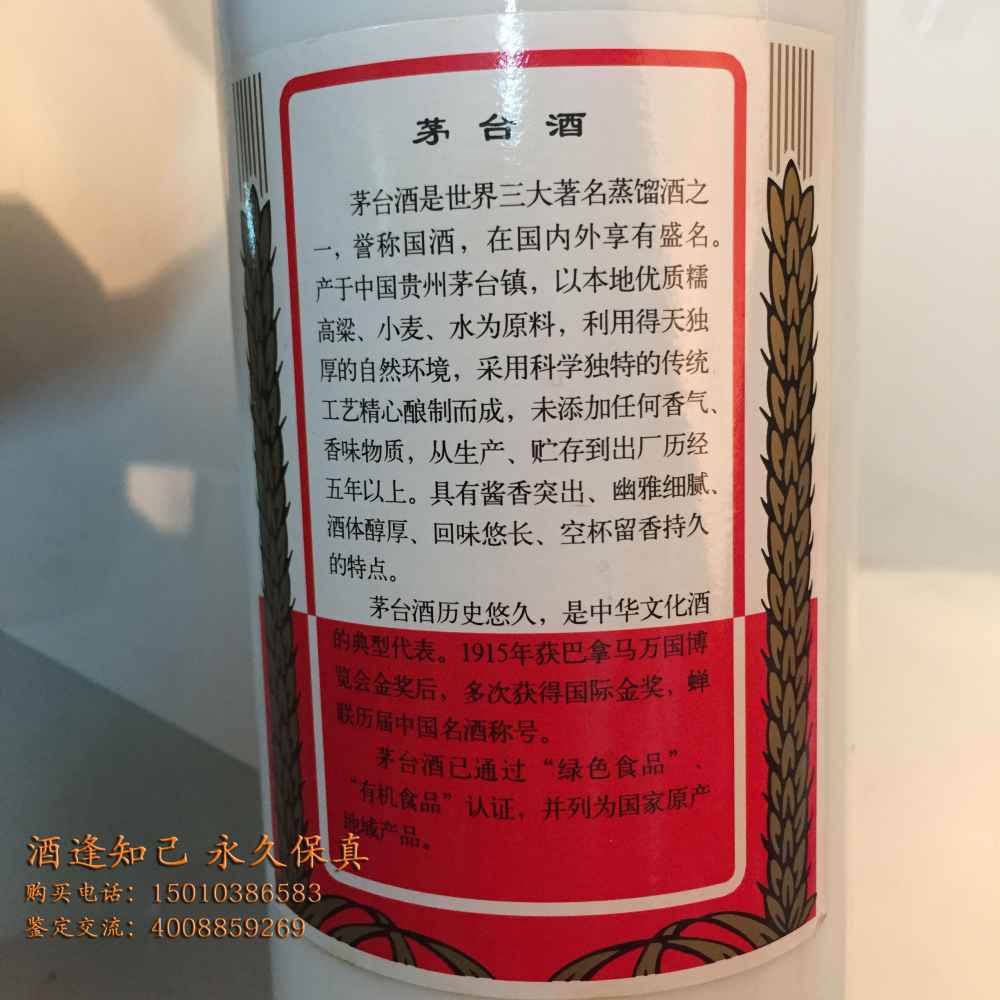 茅台酒
茅台酒是世界三大著名蒸馏酒之
一，誉称国酒，在国内外享有盛名。
产于中国贵州茅台镇，以本地优质糯
高粱、小麦、水为原料，利用得天独
厚的自然环境，采用科学独特的传统
工艺精心酿制而成，未添加任何香气、
香味物质，从生产、贮存到出厂历经
五年以上。具有酱香突出、幽雅细腻、
酒体醇厚、回味悠长、空杯留香持久
的特点。
茅台酒历史悠久，是中华文化酒
的典型代表。1915年获巴拿马万国博
览会金奖后，多次获得国际金奖，蝉
联历届中国名酒称号。
茅台酒已通过“绿色食品”、
“有机食品”认证，并列为国家原产
地域产品。
酒逢知己 永久保真
购买电话：15010386583
鉴定交流：4008859269